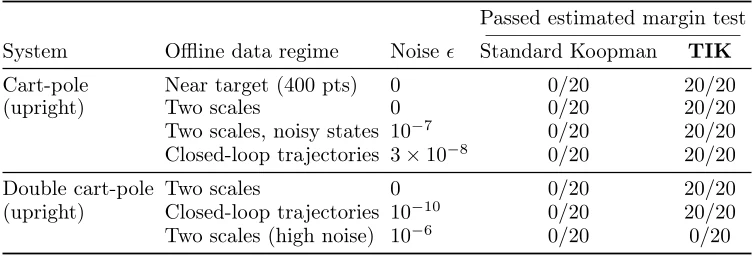 Passed estimated margin test
System Offline data regime Noise ϵ Standard Koopman TIK
Cart-pole Near target (400 pts) 0 0/20 20/20
(upright) Two scales 0 0/20 20/20
Two scales, noisy states 10⁻⁷ 0/20 20/20
Closed-loop trajectories 3 × 10⁻⁸ 0/20 20/20
Double cart-pole Two scales 0 0/20 20/20
(upright) Closed-loop trajectories 10⁻¹⁰ 0/20 20/20
Two scales (high noise) 10⁻⁶ 0/20 0/20